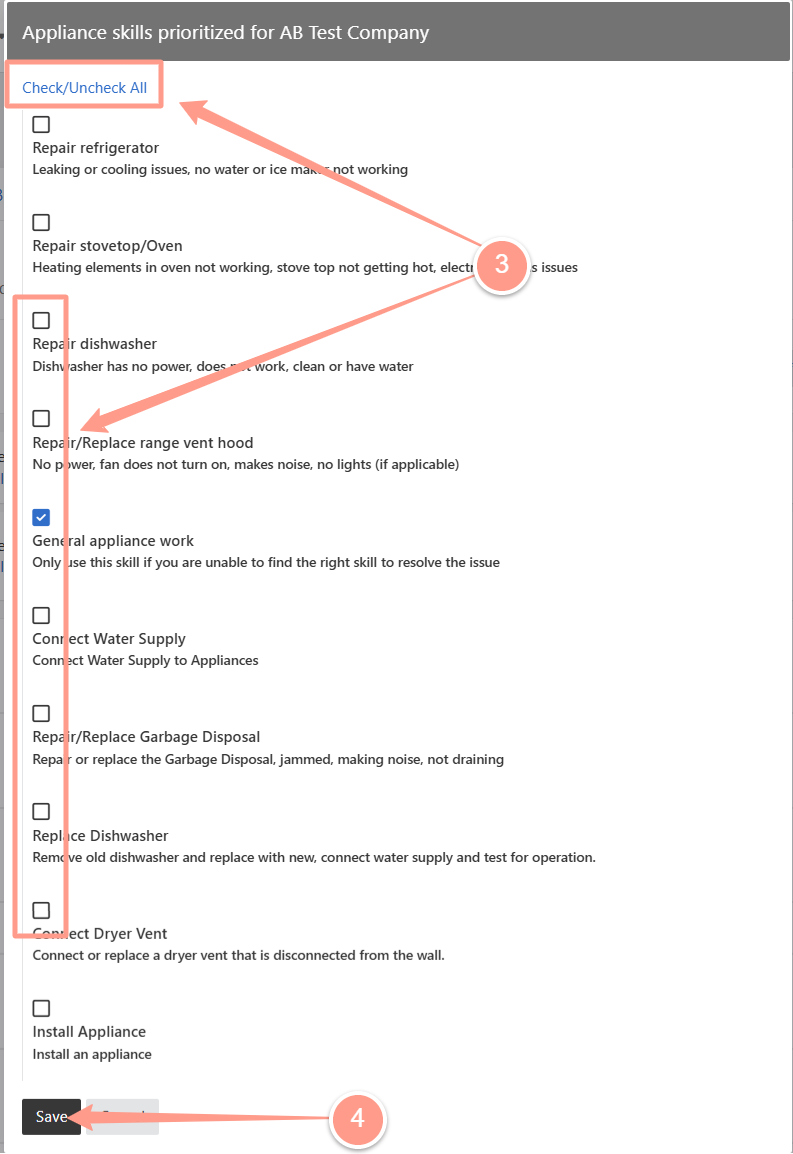 Appliance skills prioritized for AB Test Company
Check/Uncheck All
Repair refrigerator
Leaking or cooling issues, no water or ice maker not working
Repair stovetop/Oven
3
Heating elements in oven not working, stove top not getting hot, issues
Repair dishwasher
Dishwasher has no power, does not work, clean or have water
Repair/Replace range vent hood
No power, fan does not turn on, makes noise, no lights (if applicable)
General appliance work
Only use this skill if you are unable to find the right skill to resolve the issue
Connect Water Supply
Connect Water Supply to Appliances
Repair/Replace Garbage Disposal
Repair or replace the Garbage Disposal, jammed, making noise, not draining
Replace Dishwasher
Remove old dishwasher and replace with new, connect water supply and test for operation.
Connect Dryer Vent
Connect or replace a dryer vent that is disconnected from the wall.
Install Appliance
Install an appliance
Save
4